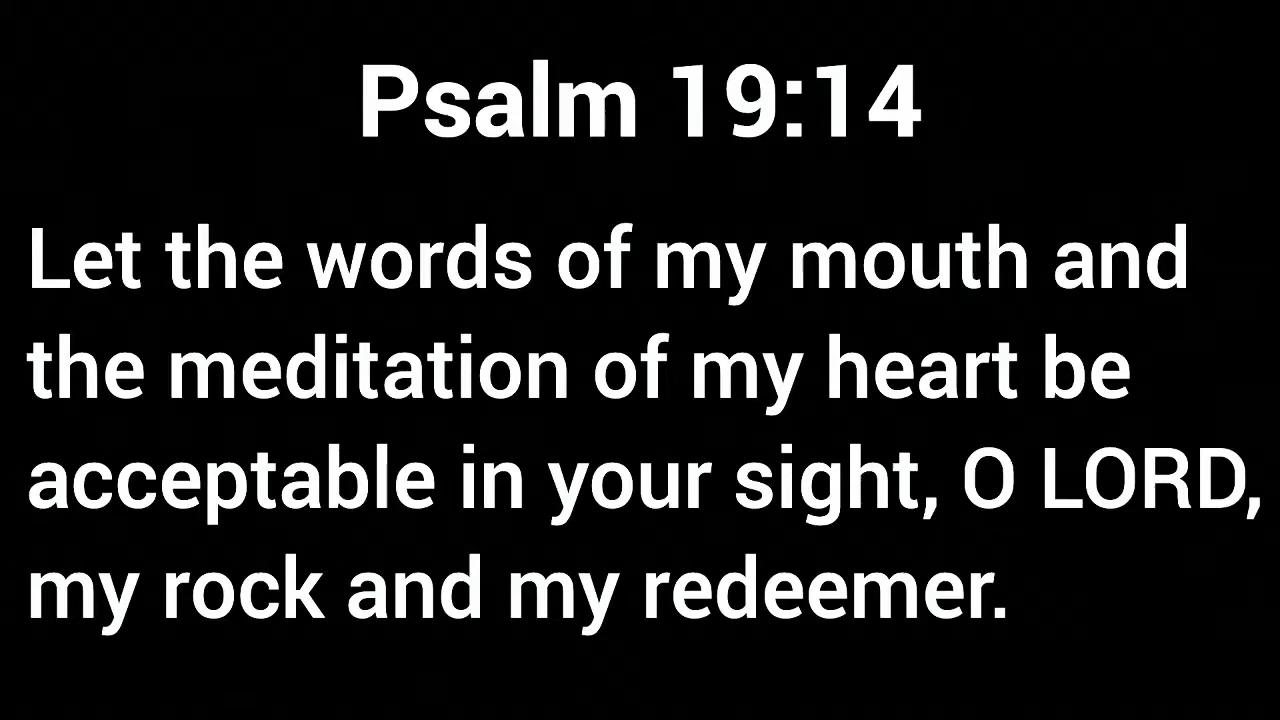 Psalm 19:14
Let the words of my mouth and
the meditation of my heart be
acceptable in your sight, O LORD,
my rock and my redeemer.